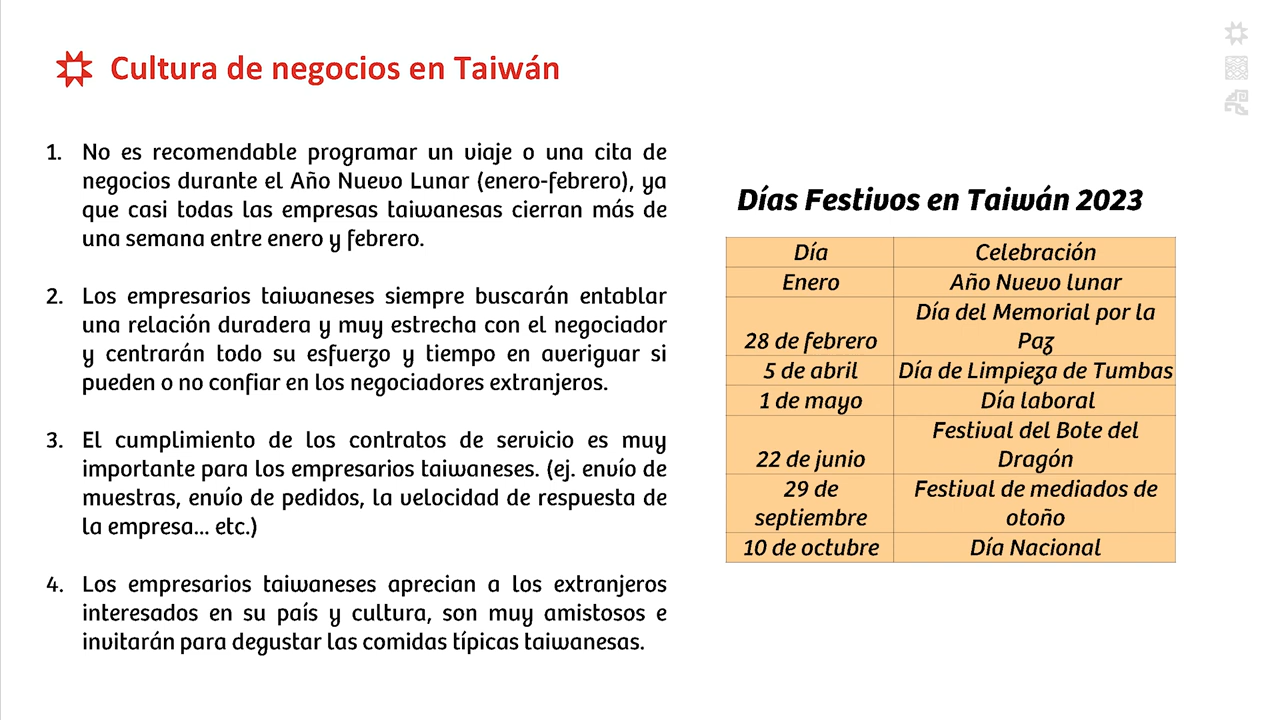 Cultura de negocios en Taiwán
1. No es recomendable programar un viaje o una cita de
negocios durante el Año Nuevo Lunar (enero-febrero), ya
que casi todas las empresas taiwanesas cierran más de
una semana entre enero y febrero.
2. Los empresarios taiwaneses siempre buscarán entablar
una relación duradera y muy estrecha con el negociador
y centrarán todo su esfuerzo y tiempo en averiguar si
pueden o no confiar en los negociadores extranjeros.
3. El cumplimiento de los contratos de servicio es muy
importante para los empresarios taiwaneses. (ej. envío de
muestras, envío de pedidos, la velocidad de respuesta de
la empresa... etc.)
4. Los empresarios taiwaneses aprecian a los extranjeros
interesados en su país y cultura, son muy amistosos e
invitarán para degustar las comidas típicas taiwanesas.
Días Festivos en Taiwán 2023
Día Celebración
Enero Año Nuevo lunar
Día del Memorial por la
28 de febrero Paz
5 de abril Día de Limpieza de Tumbas
1 de mayo Día laboral
Festival del Bote del
22 de junio Dragón
29 de Festival de mediados de
septiembre otoño
10 de octubre Día Nacional